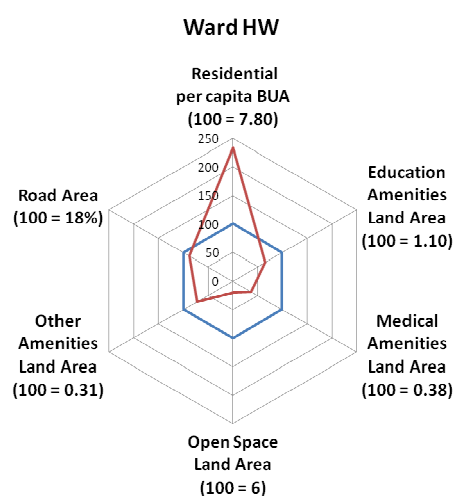 Ward HW
Residential
per capita BUA
(100 = 7.80)
250
200
150
100
50
0
Education
Amenities
Land Area
(100 = 1.10)
Medical
Amenities
Land Area
(100 = 0.38)
Open Space
Land Area
(100 = 6)
Other
Amenities
Land Area
(100 = 0.31)
Road Area
(100 = 18%)